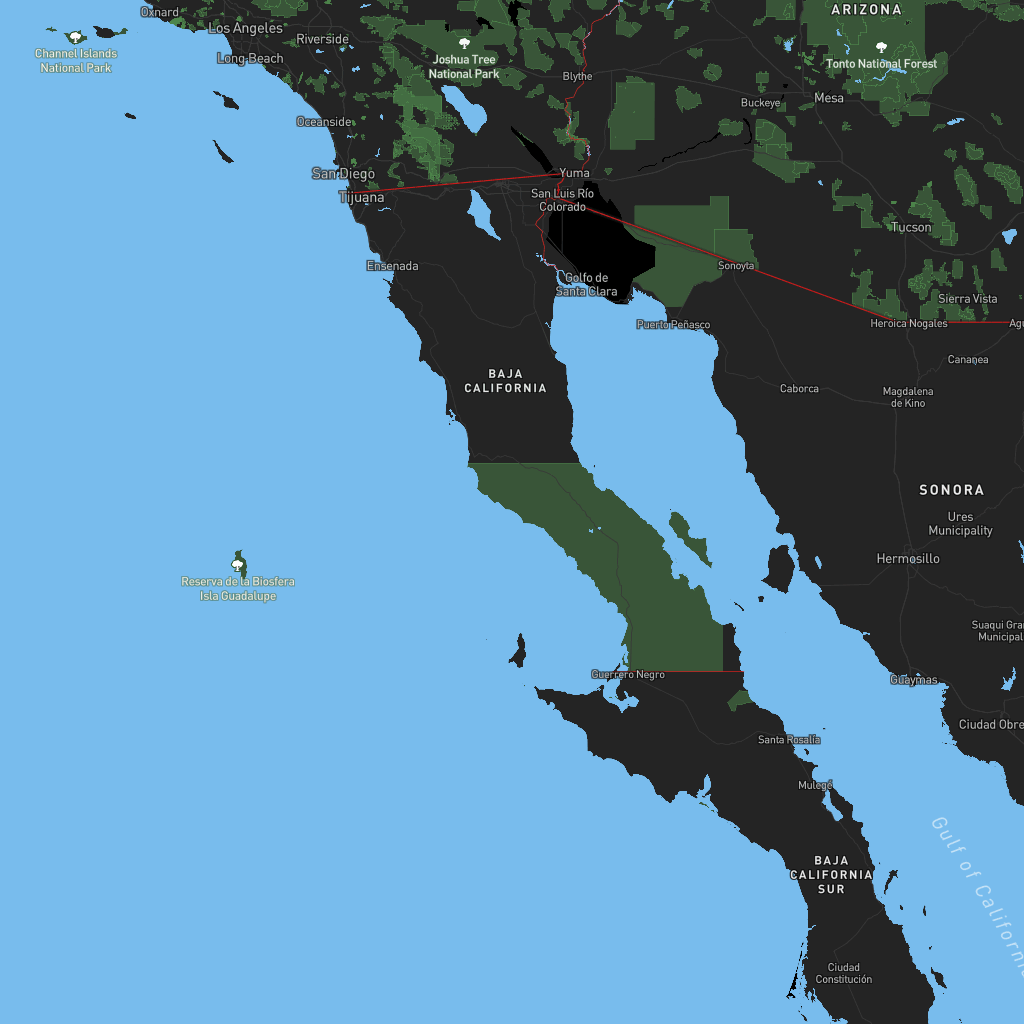 Oxnard
ARIZONA
Los Angeles
Riverside
Channel Islands
National Park
Long Beach
Joshua Tree
National Park
Tonto National Forest
Blythe
Buckeye
Mesa
Oceanside
San Diego
Yuma
Tijuana
San Luis Río
Colorado
Tucson
Ensenada
Sonoyta
Golfo de
Santa Clara
Sierra Vista
Puerto Peñasco
Heroica Nogales
Agu
Cananea
BAJA
CALIFORNIA
Caborca
Magdalena
de Kino
SONORA
Ures
Municipality
Hermosillo
Reserva de la Biosfera
Isla Guadalupe
Suaqui Gran
Municipal
Guerrero Negro
Guaymas
Ciudad Obre
Santa Rosalía
Mulegé
Gulf of California
BAJA
CALIFORNIA
SUR
Ciudad
Constitución